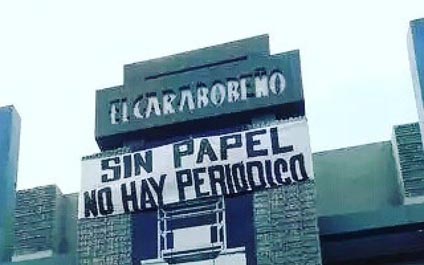 EL CARABOBEÑO
SIN PAPEL
NO HAY PERIODICO